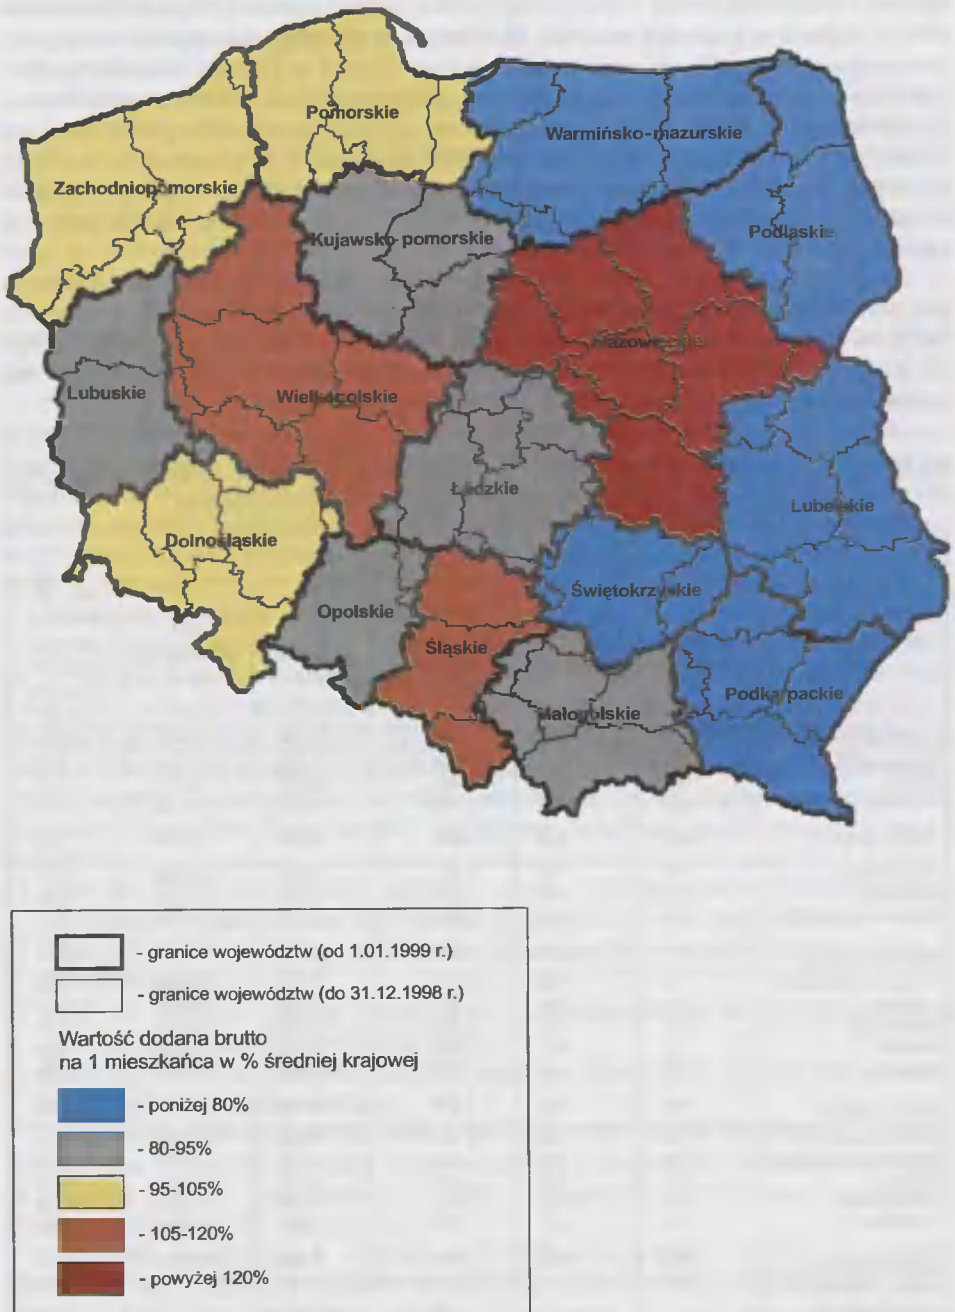 Pomorskie
Warmińsko-mazurskie
Zachodniopomorskie
Podlaskie
Kujawsko-pomorskie
Mazowieckie
Lubuskie
Wielkopolskie
Łódzkie
Lubelskie
Dolnośląskie
Świętokrzyskie
Opolskie
Śląskie
Podkarpackie
Małopolskie
- granice województw (od 1.01.1999 r.)
- granice województw (do 31.12.1998 r.)
Wartość dodana brutto
na 1 mieszkańca w % średniej krajowej
- poniżej 80%
- 80-95%
- 95-105%
- 105-120%
- powyżej 120%